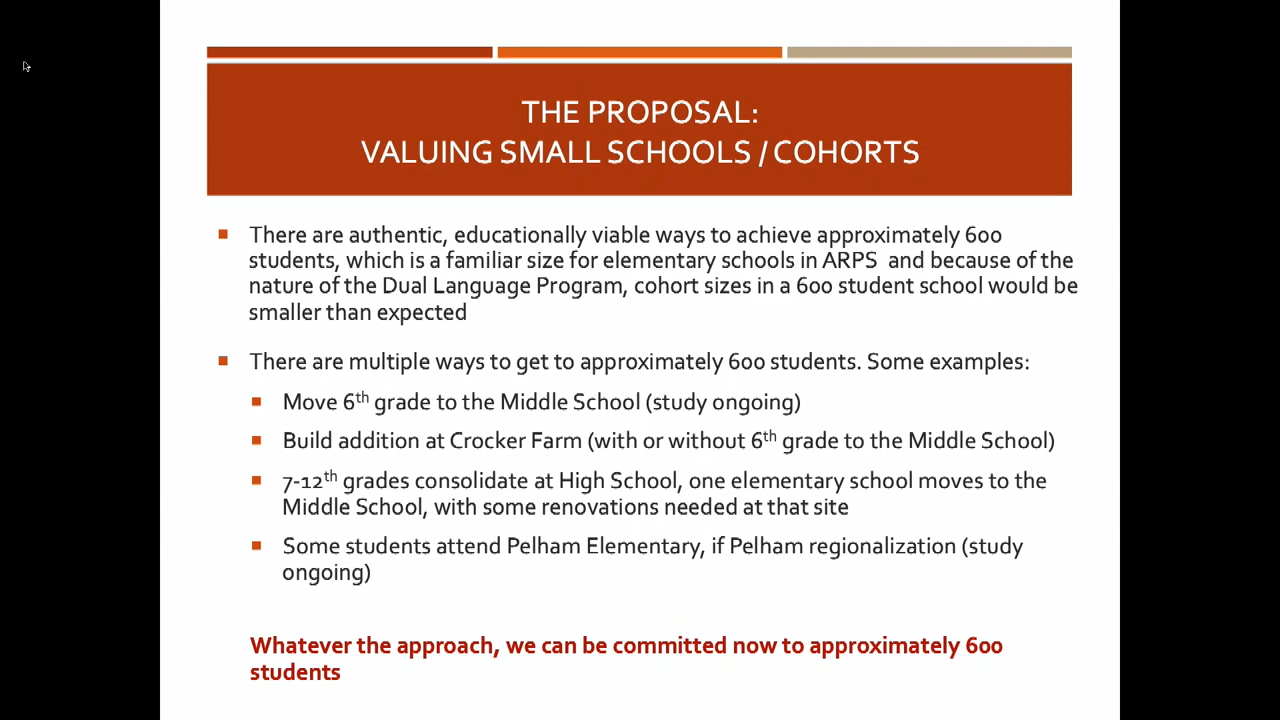 THE PROPOSAL:
VALUING SMALL SCHOOLS / COHORTS
There are authentic, educationally viable ways to achieve approximately 600
students, which is a familiar size for elementary schools in ARPS and because of the
nature of the Dual Language Program, cohort sizes in a 600 student school would be
smaller than expected
There are multiple ways to get to approximately 600 students. Some examples:
Move 6th grade to the Middle School (study ongoing)
Build addition at Crocker Farm (with or without 6th grade to the Middle School)
7-12th grades consolidate at High School, one elementary school moves to the
Middle School, with some renovations needed at that site
Some students attend Pelham Elementary, if Pelham regionalization (study
ongoing)
Whatever the approach, we can be committed now to approximately 600
students